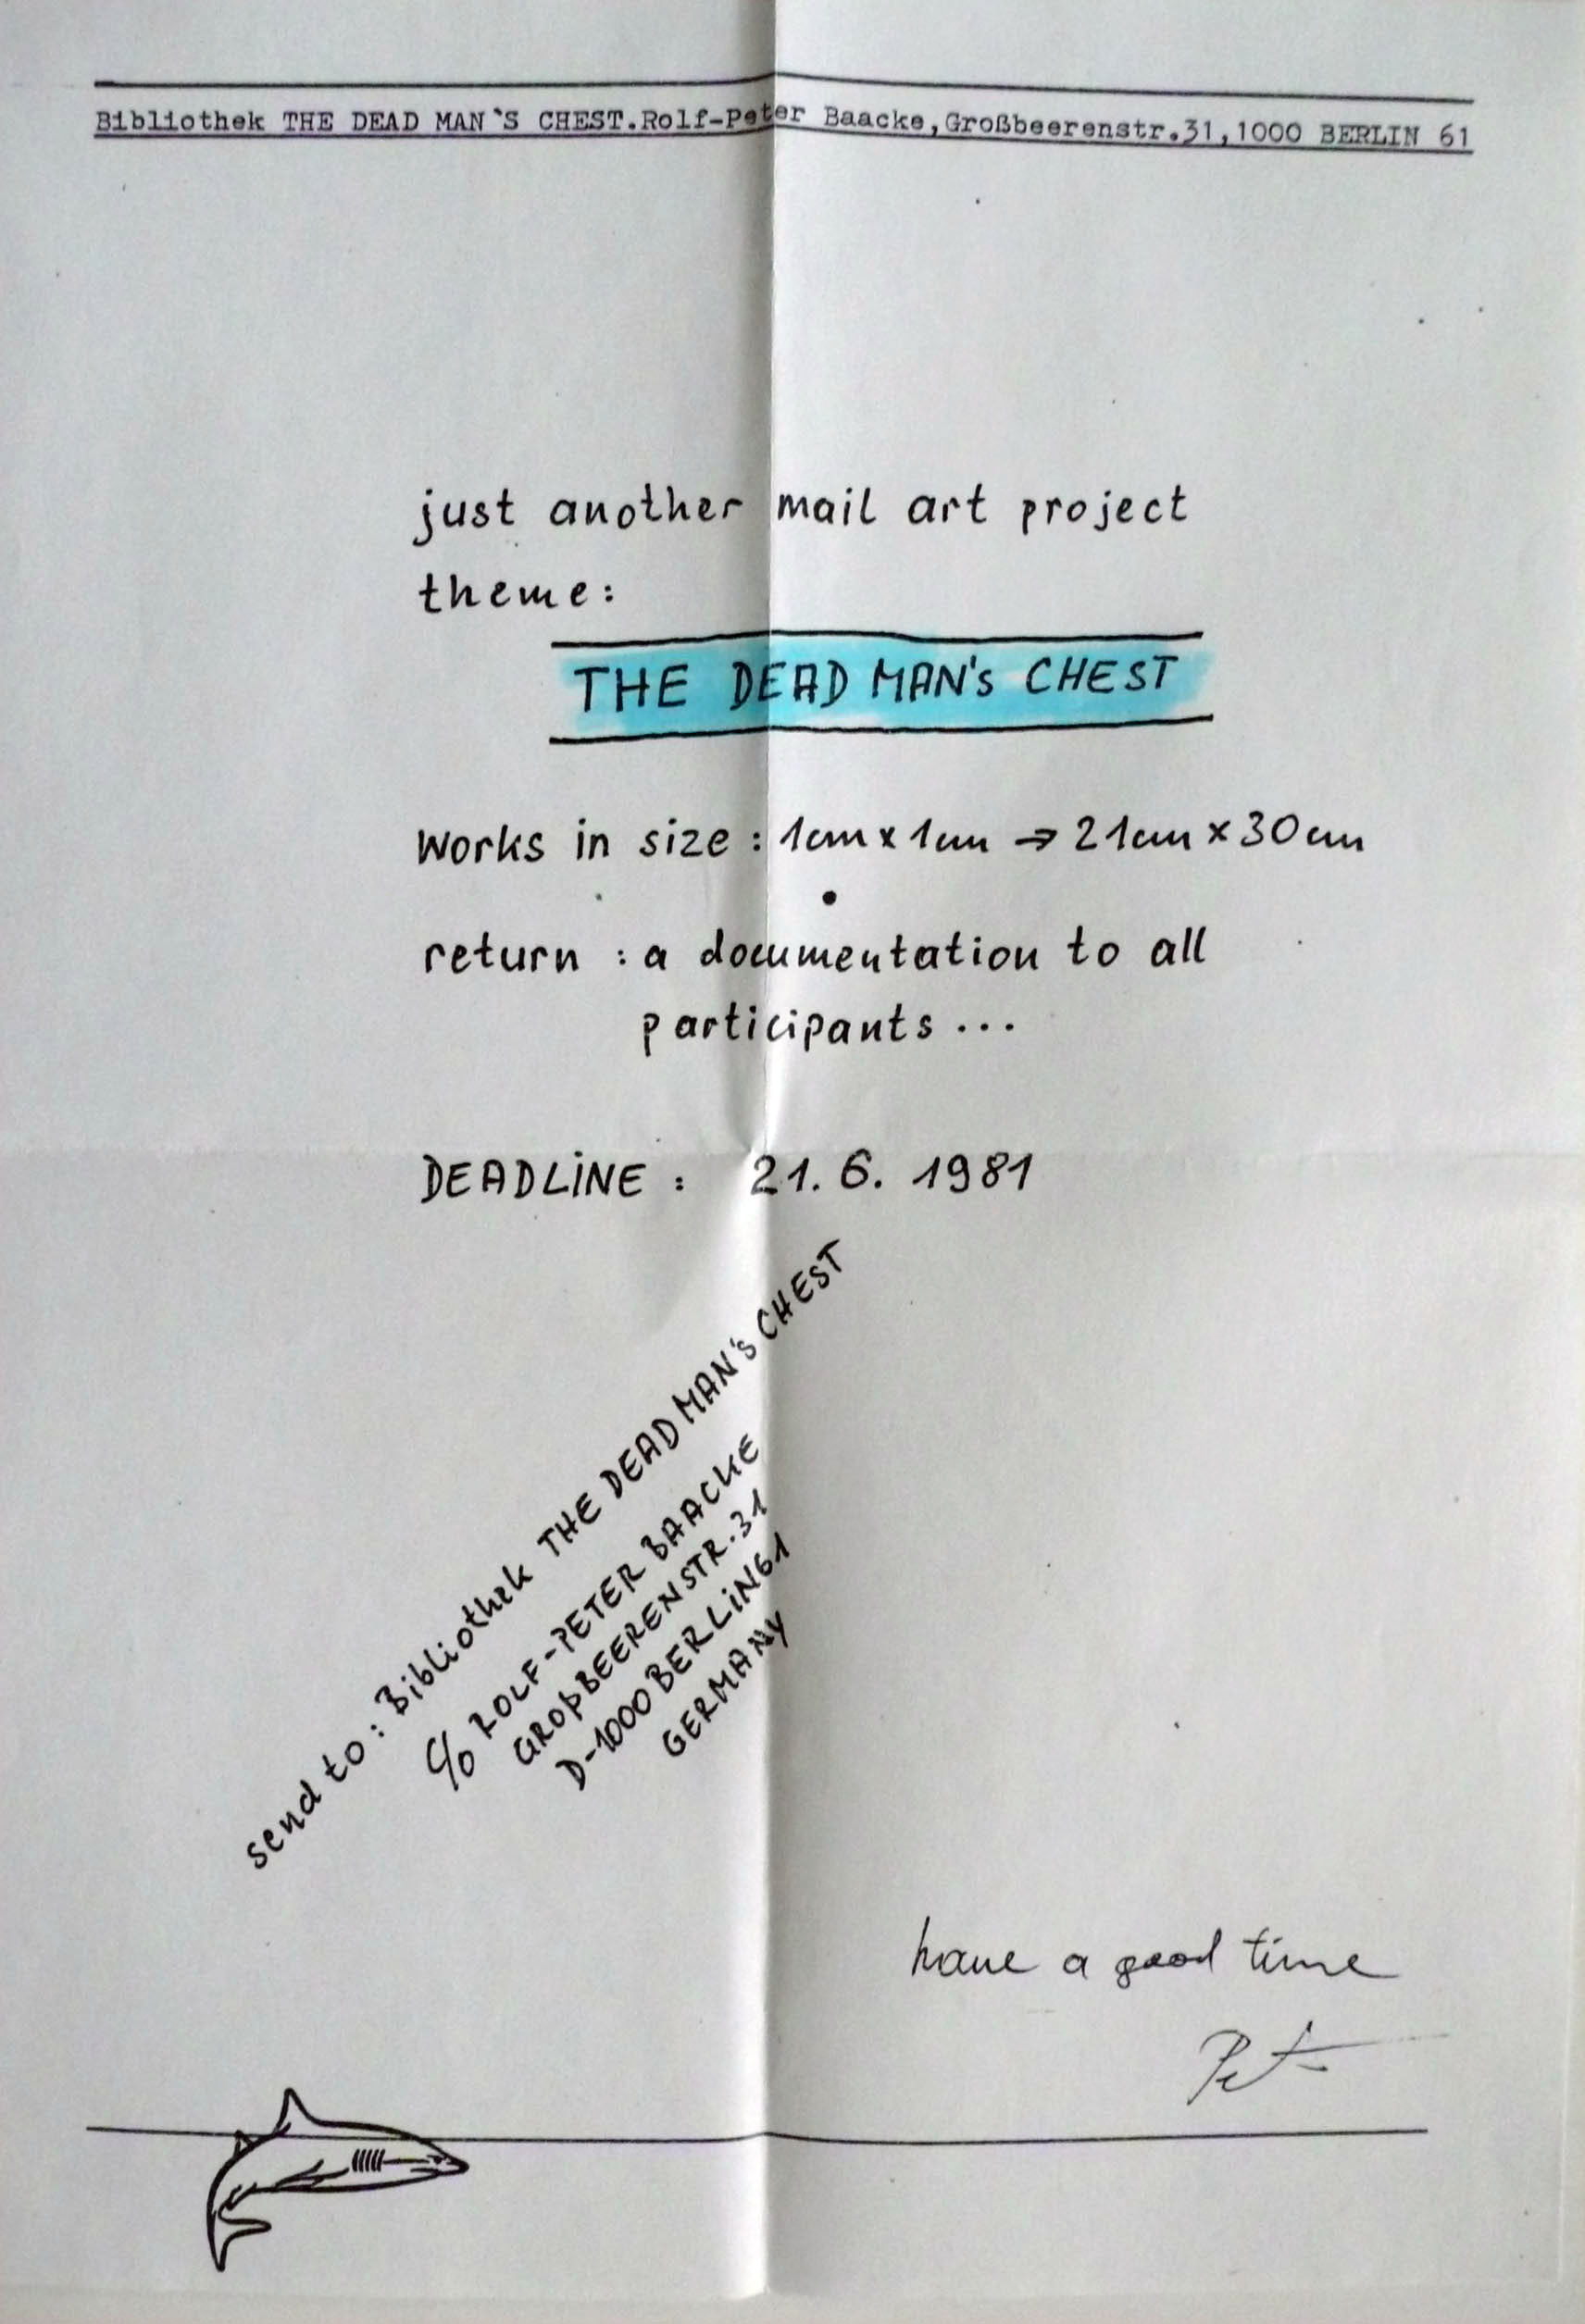 Bibliothek THE DEAD MAN`S CHEST.Rolf-Peter Baacke,Großbeerenstr.31,1000 BERLIN 61
just another mail art project
theme:
THE DEAD MAN's CHEST
works in size : 1cm x 1cm → 21cm x 30cm
return : a documentation to all
participants ...
DEADLINE : 21. 6. 1981
send to : Bibliothek THE DEAD MAN's CHEST
c/o ROLF-PETER BAACKE
GROßBEERENSTR. 31
D-1000 BERLIN 61
GERMANY
have a good time
Peter